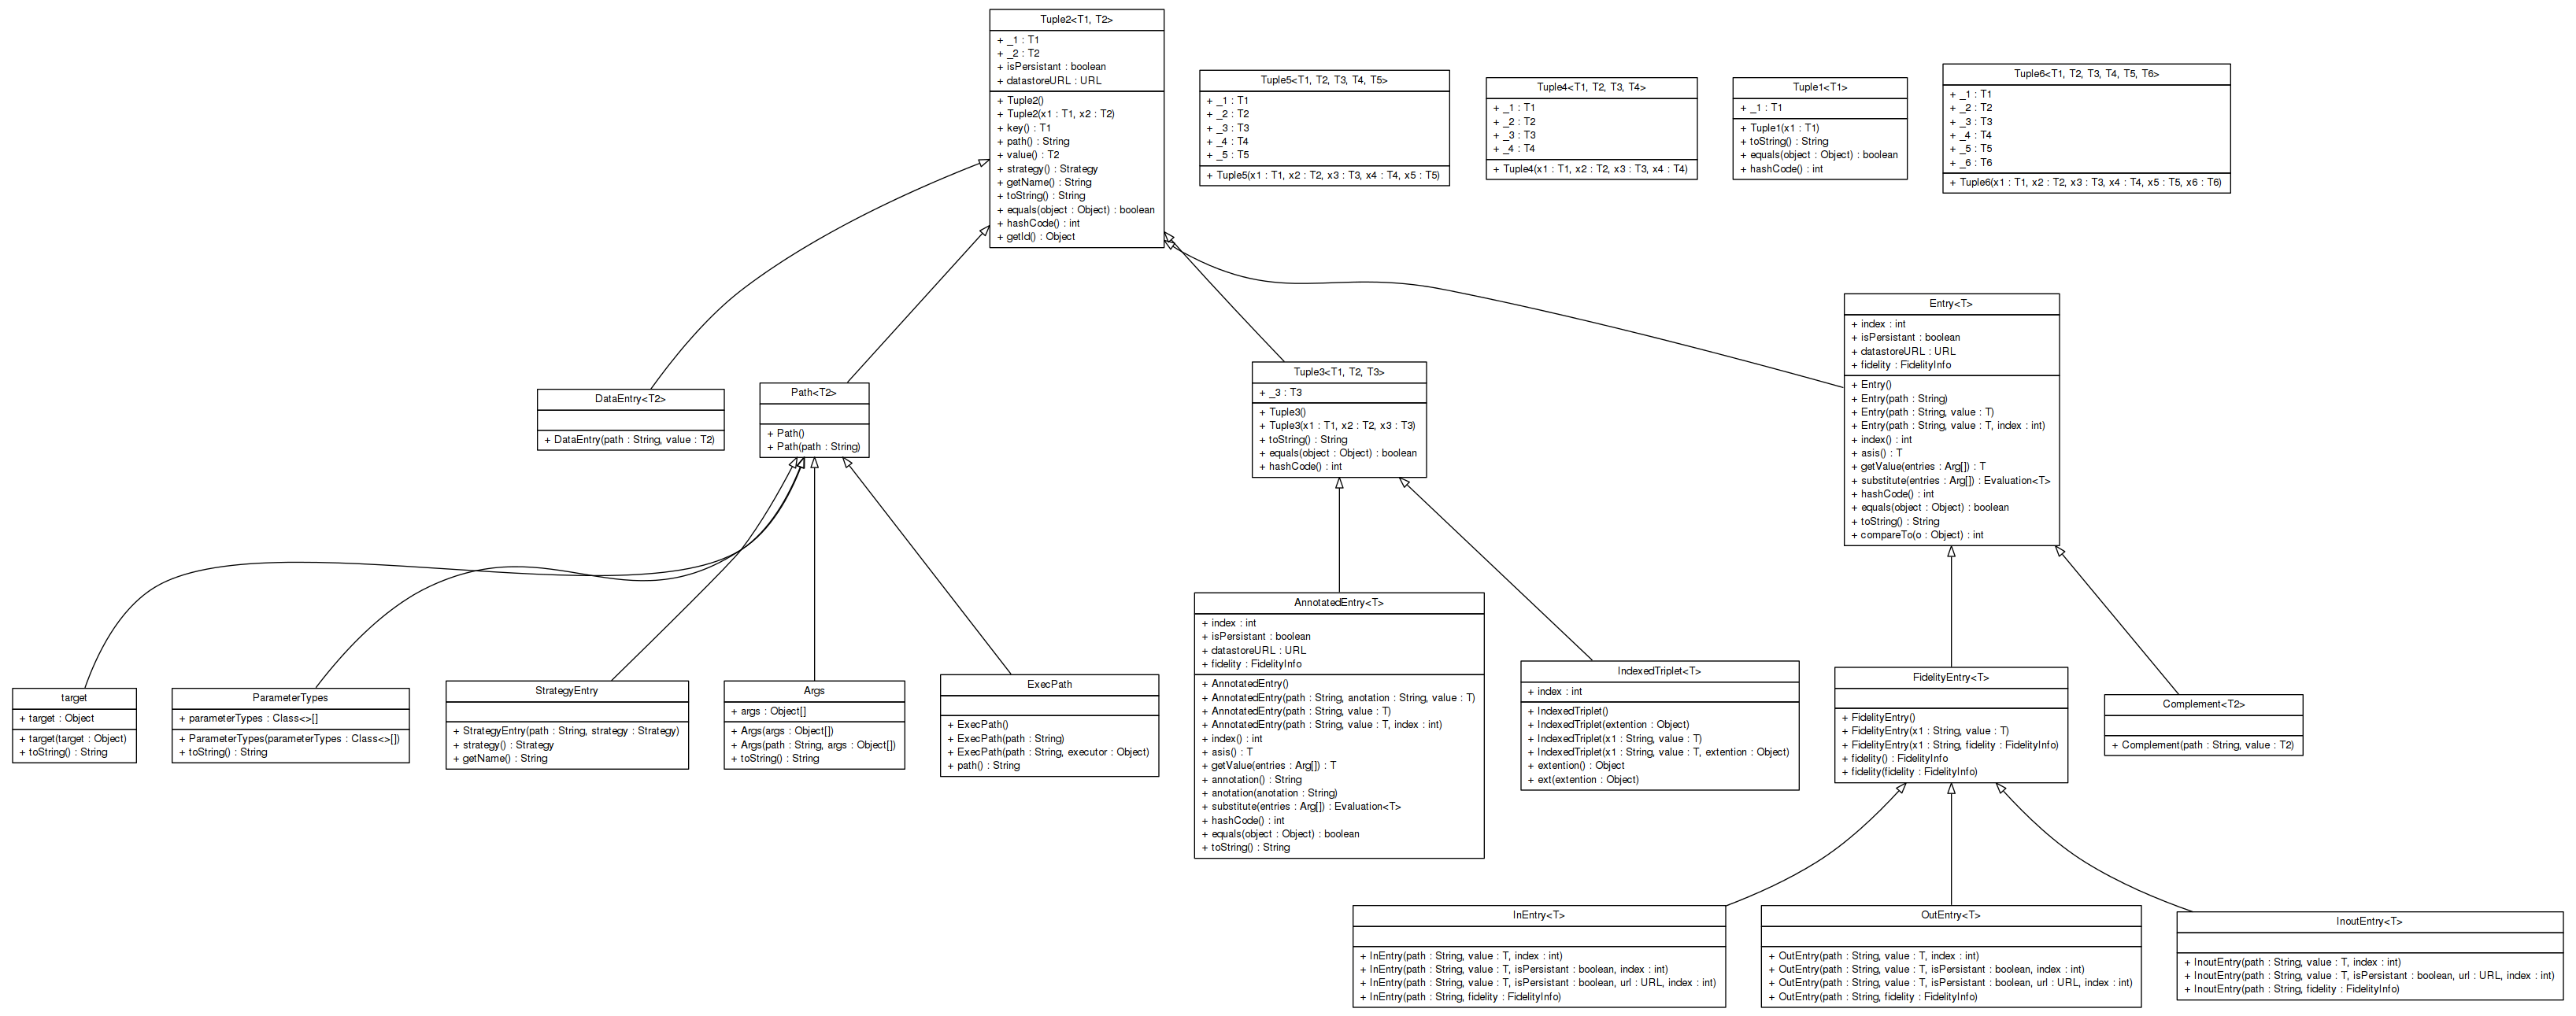 Tuple2<T1, T2>
+ _1 : T1
+ _2 : T2
+ isPersistant : boolean
+ datastoreURL : URL
+ Tuple2()
+ Tuple2(x1 : T1, x2 : T2)
+ key() : T1
+ path() : String
+ value() : T2
+ strategy() : Strategy
+ getName() : String
+ toString() : String
+ equals(object : Object) : boolean
+ hashCode() : int
+ getId() : Object
Tuple5<T1, T2, T3, T4, T5>
+ _1 : T1
+ _2 : T2
+ _3 : T3
+ _4 : T4
+ _5 : T5
+ Tuple5(x1 : T1, x2 : T2, x3 : T3, x4 : T4, x5 : T5)
Tuple4<T1, T2, T3, T4>
+ _1 : T1
+ _2 : T2
+ _3 : T3
+ _4 : T4
+ Tuple4(x1 : T1, x2 : T2, x3 : T3, x4 : T4)
Tuple1<T1>
+ _1 : T1
+ Tuple1(x1 : T1)
+ toString() : String
+ equals(object : Object) : boolean
+ hashCode() : int
Tuple6<T1, T2, T3, T4, T5, T6>
+ _1 : T1
+ _2 : T2
+ _3 : T3
+ _4 : T4
+ _5 : T5
+ _6 : T6
+ Tuple6(x1 : T1, x2 : T2, x3 : T3, x4 : T4, x5 : T5, x6 : T6)
DataEntry<T2>
+ DataEntry(path : String, value : T2)
Path<T2>
+ Path()
+ Path(path : String)
Tuple3<T1, T2, T3>
+ _3 : T3
+ Tuple3()
+ Tuple3(x1 : T1, x2 : T2, x3 : T3)
+ toString() : String
+ equals(object : Object) : boolean
+ hashCode() : int
Entry<T>
+ index : int
+ isPersistant : boolean
+ datastoreURL : URL
+ fidelity : FidelityInfo
+ Entry()
+ Entry(path : String)
+ Entry(path : String, value : T)
+ Entry(path : String, value : T, index : int)
+ index() : int
+ asis() : T
+ getValue(entries : Arg[]) : T
+ substitute(entries : Arg[]) : Evaluation<T>
+ hashCode() : int
+ equals(object : Object) : boolean
+ toString() : String
+ compareTo(o : Object) : int
target
+ target : Object
+ target(target : Object)
+ toString() : String
ParameterTypes
+ parameterTypes : Class<>[]
+ ParameterTypes(parameterTypes : Class<>[])
+ toString() : String
StrategyEntry
+ StrategyEntry(path : String, strategy : Strategy)
+ strategy() : Strategy
+ getName() : String
Args
+ args : Object[]
+ Args(args : Object[])
+ Args(path : String, args : Object[])
+ toString() : String
ExecPath
+ ExecPath()
+ ExecPath(path : String)
+ ExecPath(path : String, executor : Object)
+ path() : String
AnnotatedEntry<T>
+ index : int
+ isPersistant : boolean
+ datastoreURL : URL
+ fidelity : FidelityInfo
+ AnnotatedEntry()
+ AnnotatedEntry(path : String, anotation : String, value : T)
+ AnnotatedEntry(path : String, value : T)
+ AnnotatedEntry(path : String, value : T, index : int)
+ index() : int
+ asis() : T
+ getValue(entries : Arg[]) : T
+ annotation() : String
+ anotation(anotation : String)
+ substitute(entries : Arg[]) : Evaluation<T>
+ hashCode() : int
+ equals(object : Object) : boolean
+ toString() : String
IndexedTriplet<T>
+ index : int
+ IndexedTriplet()
+ IndexedTriplet(extention : Object)
+ IndexedTriplet(x1 : String, value : T)
+ IndexedTriplet(x1 : String, value : T, extention : Object)
+ extention() : Object
+ ext(extention : Object)
FidelityEntry<T>
+ FidelityEntry()
+ FidelityEntry(x1 : String, value : T)
+ FidelityEntry(x1 : String, fidelity : FidelityInfo)
+ fidelity() : FidelityInfo
+ fidelity(fidelity : FidelityInfo)
Complement<T2>
+ Complement(path : String, value : T2)
InEntry<T>
+ InEntry(path : String, value : T, index : int)
+ InEntry(path : String, value : T, isPersistant : boolean, index : int)
+ InEntry(path : String, value : T, isPersistant : boolean, url : URL, index : int)
+ InEntry(path : String, fidelity : FidelityInfo)
OutEntry<T>
+ OutEntry(path : String, value : T, index : int)
+ OutEntry(path : String, value : T, isPersistant : boolean, index : int)
+ OutEntry(path : String, value : T, isPersistant : boolean, url : URL, index : int)
+ OutEntry(path : String, fidelity : FidelityInfo)
InoutEntry<T>
+ InoutEntry(path : String, value : T, index : int)
+ InoutEntry(path : String, value : T, isPersistant : boolean, url : URL, index : int)
+ InoutEntry(path : String, fidelity : FidelityInfo)